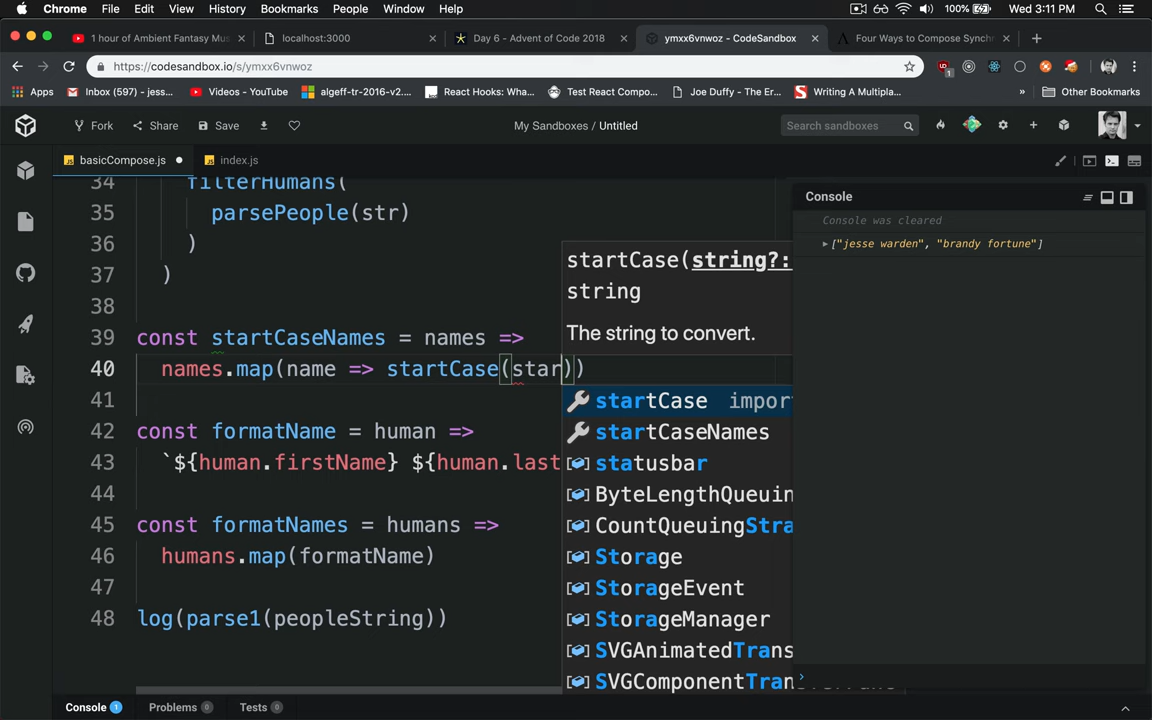 Chrome File Edit View History Bookmarks People Window Help 100% Wed 3:11 PM
1 hour of Ambient Fantasy Mus
localhost:3000
Day 6 - Advent of Code 2018
ymxx6vnwoz - CodeSandbox
Four Ways to Compose Synchr
https://codesandbox.io/s/ymxx6vnwoz
Apps Inbox (597) - jess... Videos - YouTube algeff-tr-2016-v2... React Hooks: Wha... Test React Compo... Joe Duffy - The Er... Writing A Multipla... » Other Bookmarks
Fork Share Save My Sandboxes / Untitled Search sandboxes
basicCompose.js index.js
34 filterHumans(
35 parsePeople(str)
36 )
37 )
38
39 const startCaseNames = names =>
40 names.map(name => startCase(star))
41
42 const formatName = human =>
43 `${human.firstName} ${human.last
44
45 const formatNames = humans =>
46 humans.map(formatName)
47
48 log(parse1(peopleString))
startCase(string?:
string
The string to convert.
startCase impor
startCaseNames
statusbar
ByteLengthQueuin
CountQueuingStra
Storage
StorageEvent
StorageManager
SVGAnimatedTrans
SVGComponentTran
Console
Console was cleared
["jesse warden", "brandy fortune"]
Console 1 Problems 0 Tests 0